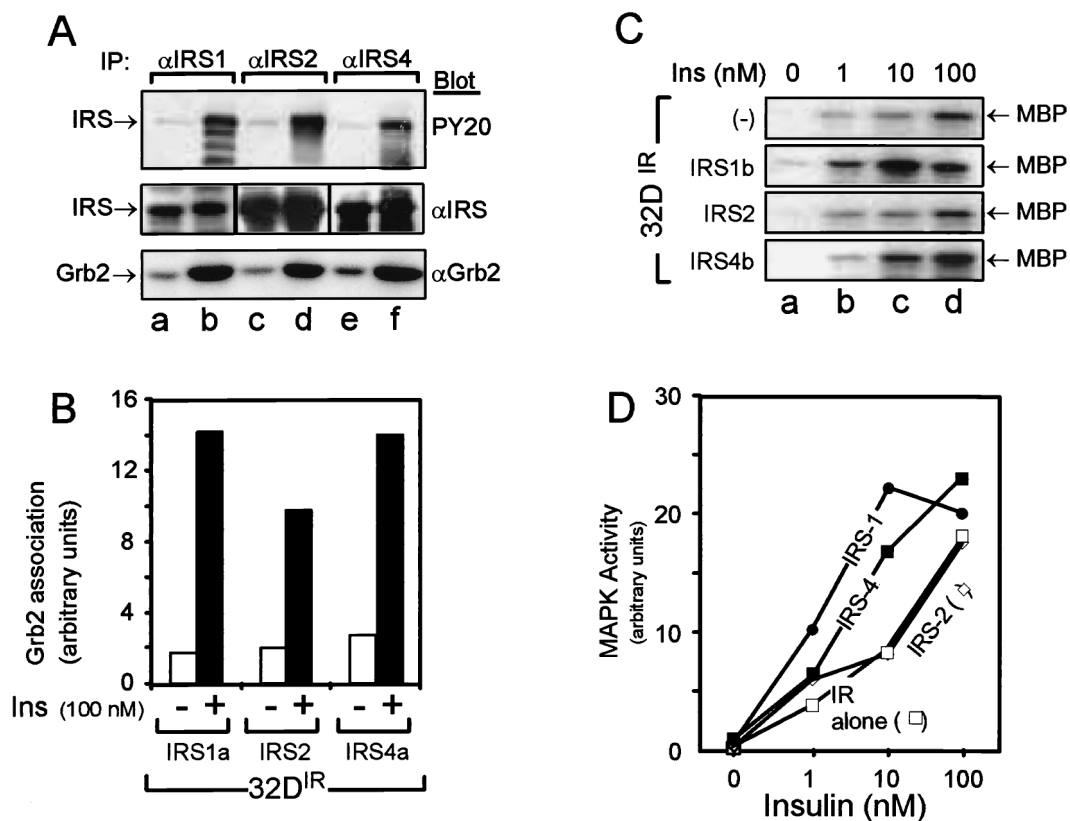 A
IP: αIRS1 αIRS2 αIRS4
Blot
IRS→ PY20
IRS→ αIRS
Grb2→ αGrb2
a b c d e f
C
Ins (nM) 0 1 10 100
32D IR
(-) ← MBP
IRS1b ← MBP
IRS2 ← MBP
IRS4b ← MBP
a b c d
B
Grb2 association
(arbitrary units)
16
12
8
4
0
Ins (100 nM) - + - + - +
IRS1a IRS2 IRS4a
32D IR
D
MAPK Activity
(arbitrary units)
30
20
10
0
IRS-1
IRS-4
IRS-2 (◇)
IR
alone (□)
0 1 10 100
Insulin (nM)